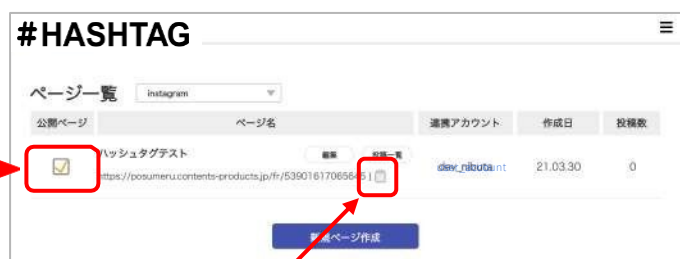 #HASHTAG
ページ一覧 instagram
公開ページ ページ名 連携アカウント 作成日 投稿数
ハッシュタグテスト 編集 投稿一覧
https://posumeru.contents-products.jp/fr/53901617065645 | 21.03.30 0
新規ページ作成